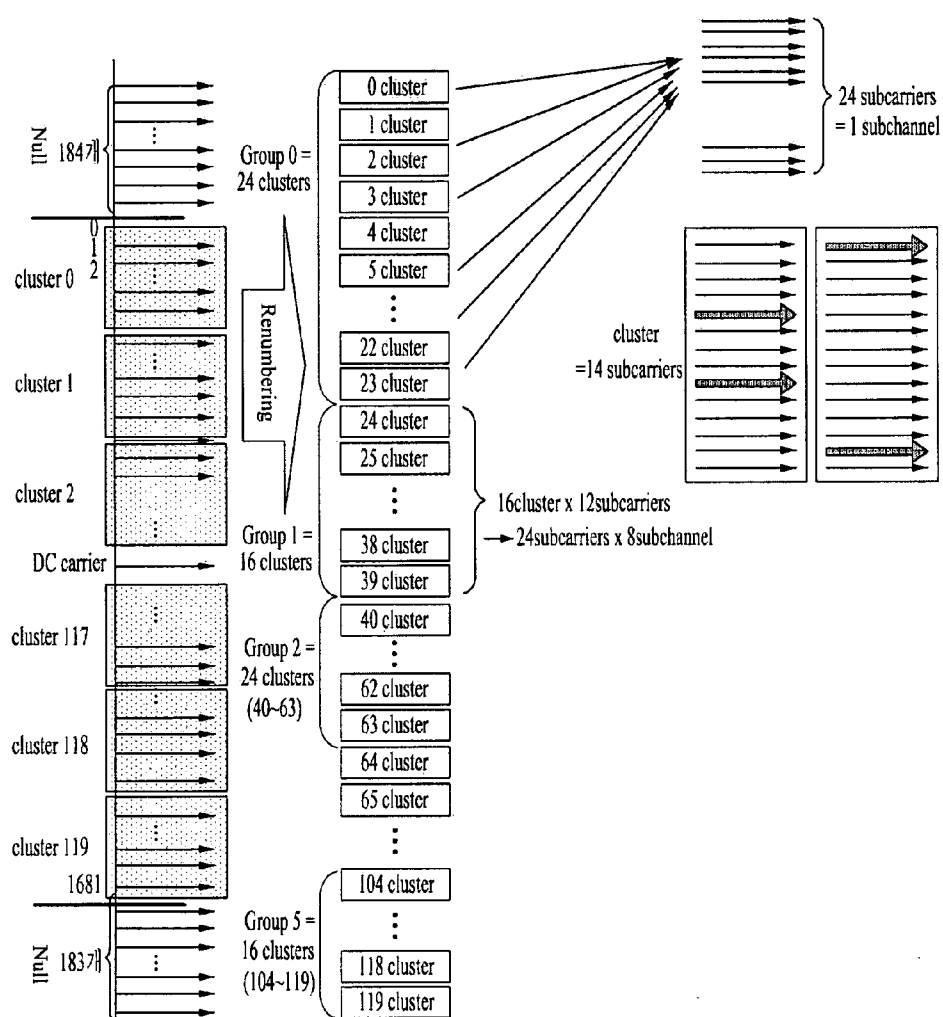 Null
184개
0
1
2
cluster 0
cluster 1
cluster 2
DC carrier
cluster 117
cluster 118
cluster 119
1681
Null
183개
Renumbering
Group 0 =
24 clusters
Group 1 =
16 clusters
Group 2 =
24 clusters
(40~63)
Group 5 =
16 clusters
(104~119)
0 cluster
1 cluster
2 cluster
3 cluster
4 cluster
5 cluster
22 cluster
23 cluster
24 cluster
25 cluster
38 cluster
39 cluster
40 cluster
62 cluster
63 cluster
64 cluster
65 cluster
104 cluster
118 cluster
119 cluster
24 subcarriers
= 1 subchannel
cluster
=14 subcarriers
16cluster x 12subcarriers
24subcarriers x 8subchannel